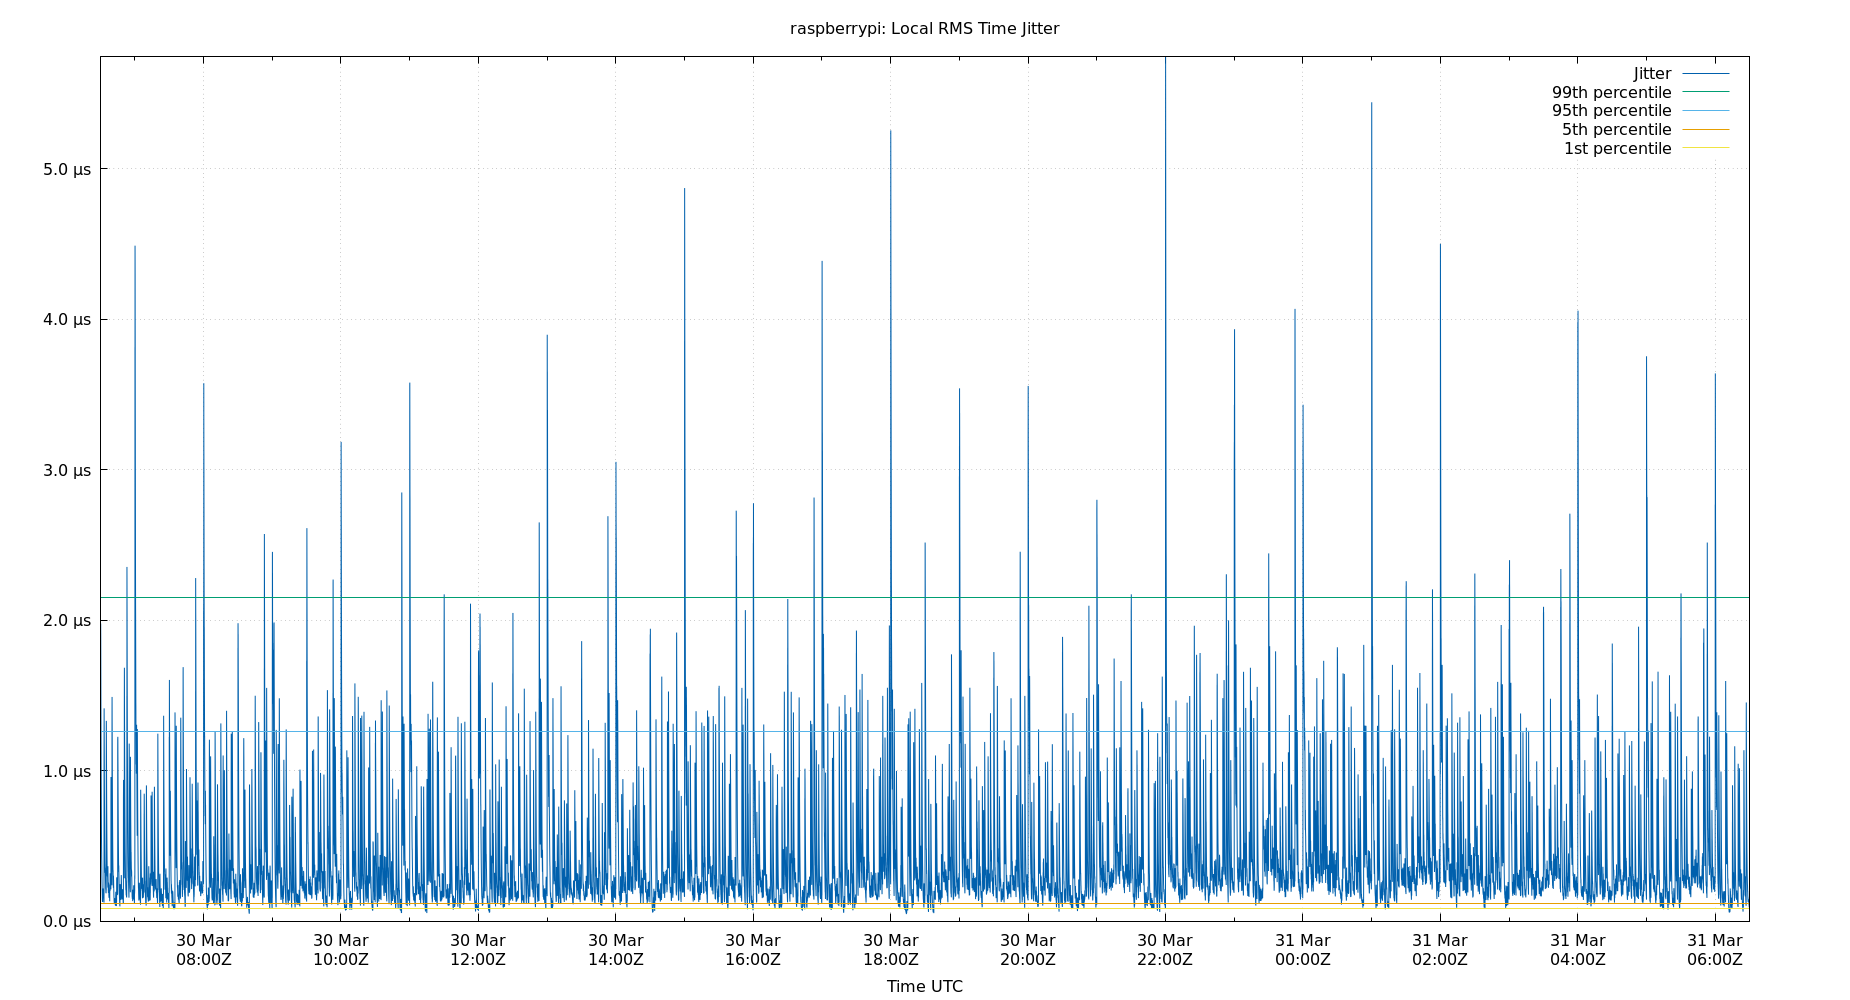 raspberrypi: Local RMS Time Jitter
Jitter
99th percentile
95th percentile
5th percentile
1st percentile
5.0 µs
4.0 µs
3.0 µs
2.0 µs
1.0 µs
0.0 µs
30 Mar 30 Mar 30 Mar 30 Mar 30 Mar 30 Mar 30 Mar 30 Mar 31 Mar 31 Mar 31 Mar 31 Mar
08:00Z 10:00Z 12:00Z 14:00Z 16:00Z 18:00Z 20:00Z 22:00Z 00:00Z 02:00Z 04:00Z 06:00Z
Time UTC